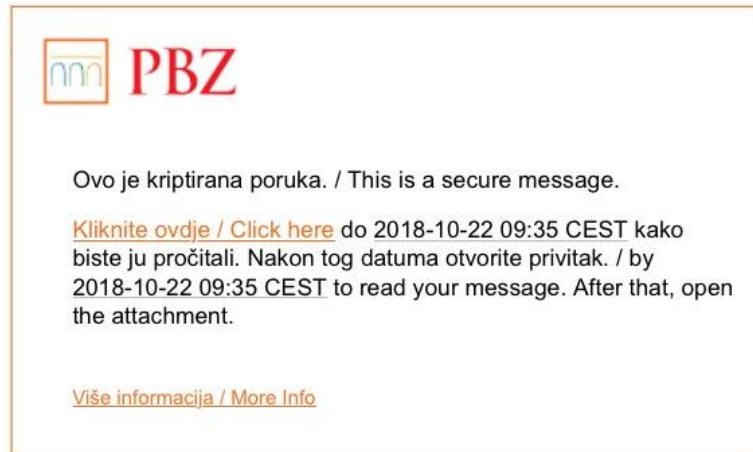 PBZ
Ovo je kriptirana poruka. / This is a secure message.
Kliknite ovdje / Click here do 2018-10-22 09:35 CEST kako
biste ju pročitali. Nakon tog datuma otvorite privitak. / by
2018-10-22 09:35 CEST to read your message. After that, open
the attachment.
Više informacija / More Info